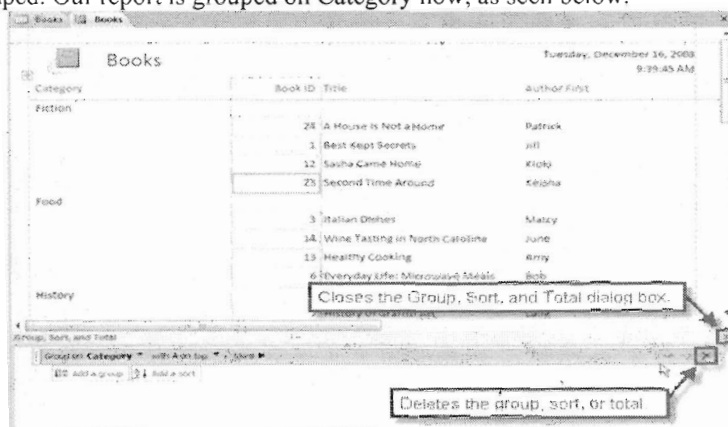 ped. Our report is grouped on Category now, as seen below.
Books Books
Books
Tuesday, December 16, 2008
9:39:45 AM
Category Book ID Title Author First
Fiction
24 A House Is Not a Home Patrick
1 Best Kept Secrets Jill
12 Sasha Came Home Kloki
23 Second Time Around Keisha
Food
3 Italian Dishes Marcy
14 Wine Tasting in North Caroline June
13 Healthy Cooking Amy
6 Everyday Life: Microwave Meals Bob
History
Closes the Group, Sort, and Total dialog box.
Group, Sort, and Total
Group on Category with A on top More
Add a group Add a sort
Deletes the group, sort, or total